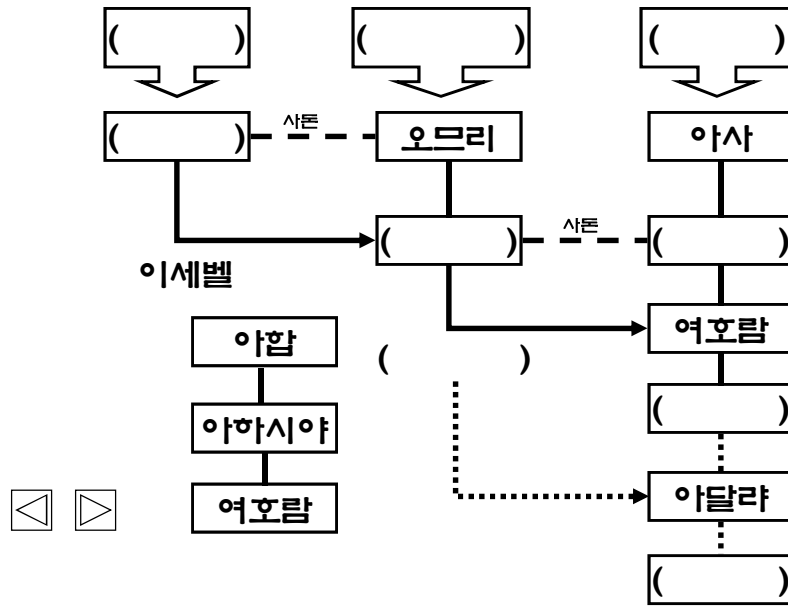 ( ) ( ) ( )
( ) 사돈 오므리 아사
( ) 사돈 ( )
이세벨
아합 ( ) 여호람
아하시야 ( )
여호람 아달랴
( )